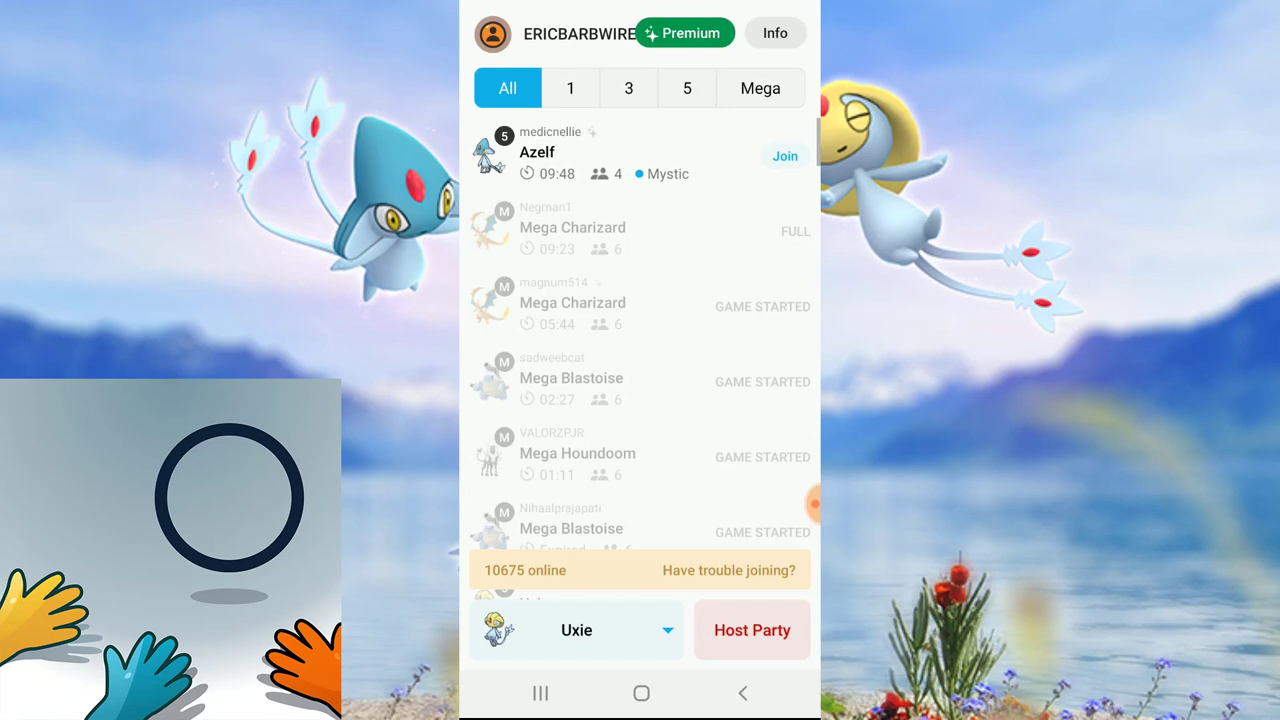 ERICBARBWIRE
Premium
Info
All
1
3
5
Mega
5
medicnellie
Azelf
09:48
4
Mystic
Join
M
Negrnan1
Mega Charizard
09:23
6
FULL
M
magnum514
Mega Charizard
05:44
6
GAME STARTED
M
sadweebcat
Mega Blastoise
02:27
6
GAME STARTED
M
VALORZPJR
Mega Houndoom
01:11
6
GAME STARTED
M
Nihaalprajapati
Mega Blastoise
GAME STARTED
10675 online
Have trouble joining?
Uxie
Host Party